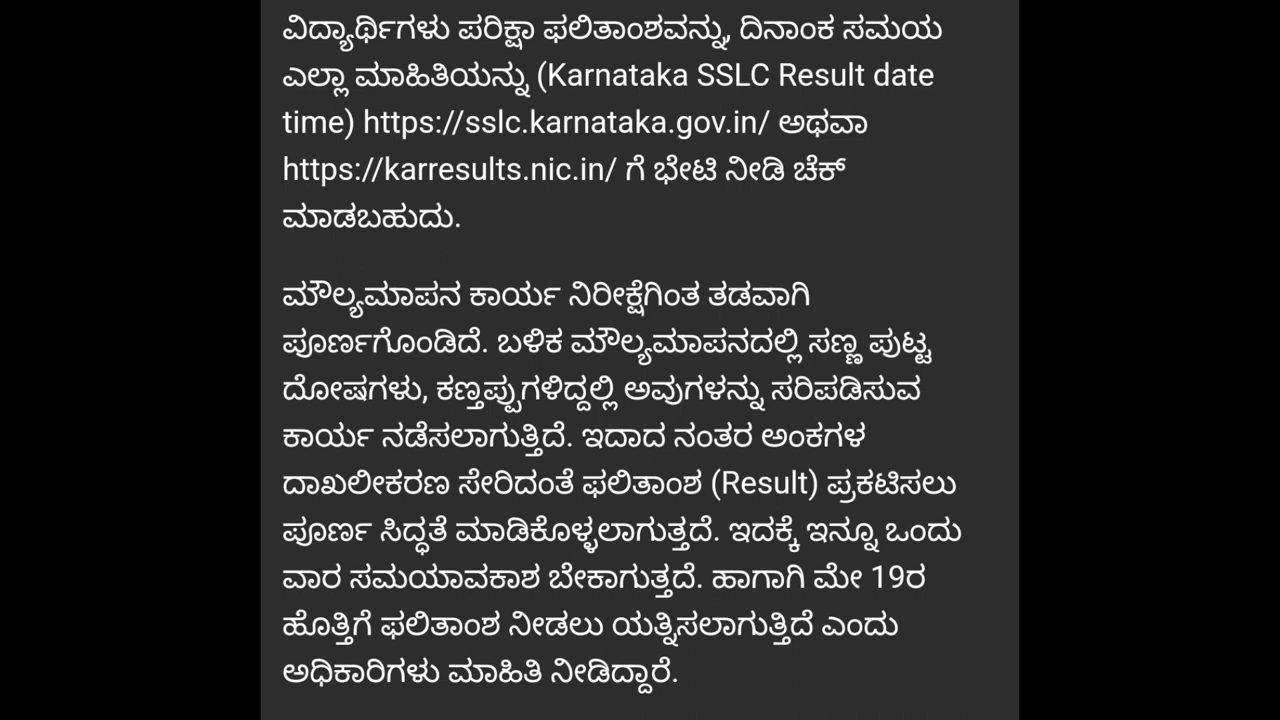 ವಿದ್ಯಾರ್ಥಿಗಳು ಪರಿಕ್ಷಾ ಫಲಿತಾಂಶವನ್ನು, ದಿನಾಂಕ ಸಮಯ
ಎಲ್ಲಾ ಮಾಹಿತಿಯನ್ನು (Karnataka SSLC Result date
time) https://sslc.karnataka.gov.in/ ಅಥವಾ
https://karresults.nic.in/ ಗೆ ಭೇಟಿ ನೀಡಿ ಚೆಕ್
ಮಾಡಬಹುದು.
ಮೌಲ್ಯಮಾಪನ ಕಾರ್ಯ ನಿರೀಕ್ಷೆಗಿಂತ ತಡವಾಗಿ
ಪೂರ್ಣಗೊಂಡಿದೆ. ಬಳಿಕ ಮೌಲ್ಯಮಾಪನದಲ್ಲಿ ಸಣ್ಣ ಪುಟ್ಟ
ದೋಷಗಳು, ಕಣ್ತಪ್ಪುಗಳಿದ್ದಲ್ಲಿ ಅವುಗಳನ್ನು ಸರಿಪಡಿಸುವ
ಕಾರ್ಯ ನಡೆಸಲಾಗುತ್ತಿದೆ. ಇದಾದ ನಂತರ ಅಂಕಗಳ
ದಾಖಲೀಕರಣ ಸೇರಿದಂತೆ ಫಲಿತಾಂಶ (Result) ಪ್ರಕಟಿಸಲು
ಪೂರ್ಣ ಸಿದ್ಧತೆ ಮಾಡಿಕೊಳ್ಳಲಾಗುತ್ತದೆ. ಇದಕ್ಕೆ ಇನ್ನೂ ಒಂದು
ವಾರ ಸಮಯಾವಕಾಶ ಬೇಕಾಗುತ್ತದೆ. ಹಾಗಾಗಿ ಮೇ 19ರ
ಹೊತ್ತಿಗೆ ಫಲಿತಾಂಶ ನೀಡಲು ಯತ್ನಿಸಲಾಗುತ್ತಿದೆ ಎಂದು
ಅಧಿಕಾರಿಗಳು ಮಾಹಿತಿ ನೀಡಿದ್ದಾರೆ.